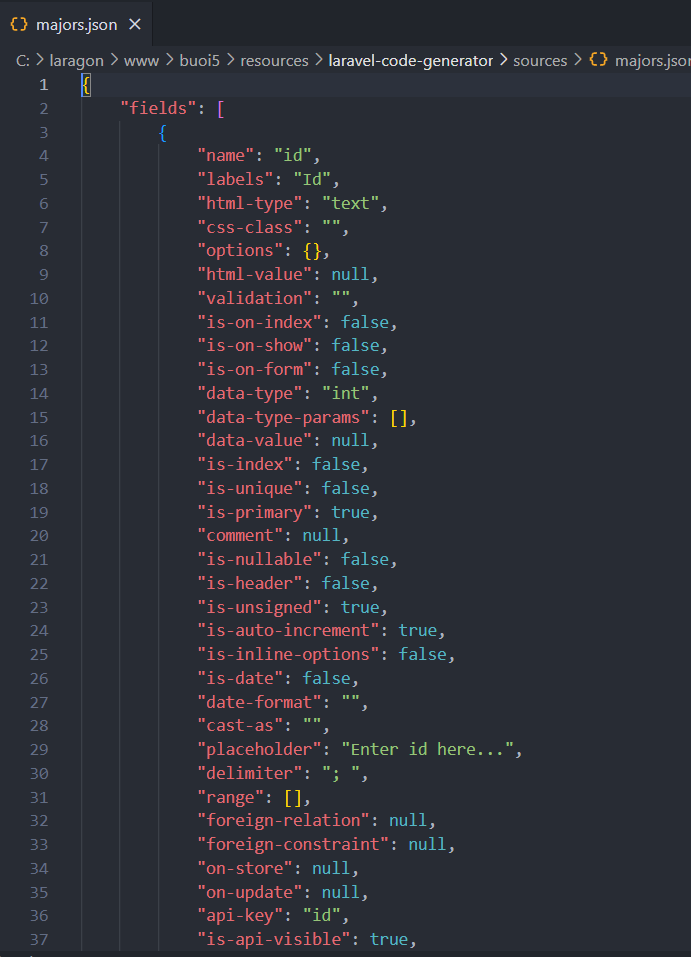 majors.json
C: > laragon > www > buoi5 > resources > laravel-code-generator > sources > {} majors.jsor
1 {
2 "fields": [
3 {
4 "name": "id",
5 "labels": "Id",
6 "html-type": "text",
7 "css-class": "",
8 "options": {},
9 "html-value": null,
10 "validation": "",
11 "is-on-index": false,
12 "is-on-show": false,
13 "is-on-form": false,
14 "data-type": "int",
15 "data-type-params": [],
16 "data-value": null,
17 "is-index": false,
18 "is-unique": false,
19 "is-primary": true,
20 "comment": null,
21 "is-nullable": false,
22 "is-header": false,
23 "is-unsigned": true,
24 "is-auto-increment": true,
25 "is-inline-options": false,
26 "is-date": false,
27 "date-format": "",
28 "cast-as": "",
29 "placeholder": "Enter id here...",
30 "delimiter": "; ",
31 "range": [],
32 "foreign-relation": null,
33 "foreign-constraint": null,
34 "on-store": null,
35 "on-update": null,
36 "api-key": "id",
37 "is-api-visible": true,